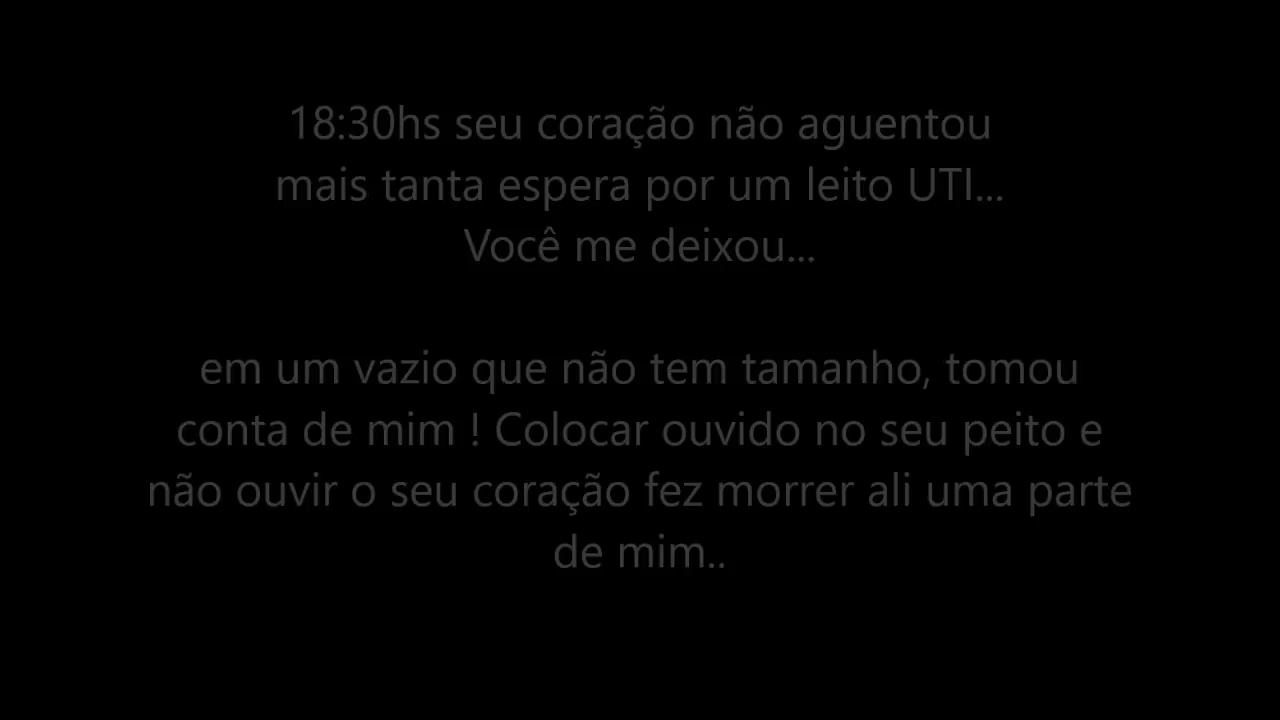 18:30hs seu coração não aguentou
mais tanta espera por um leito UTI...
Você me deixou...
em um vazio que não tem tamanho, tomou
conta de mim ! Colocar ouvido no seu peito e
não ouvir o seu coração fez morrer ali uma parte
de mim..